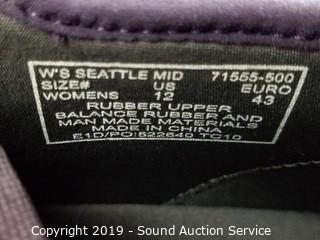 W'S SEATTLE MID 71555-500
SIZE# US EURO
WOMENS 12 43
RUBBER UPPER
BALANCE RUBBER AND
MAN MADE MATERIALS
MADE IN CHINA
E1D/PO:522640 TC10
Copyright 2019 - Sound Auction Service